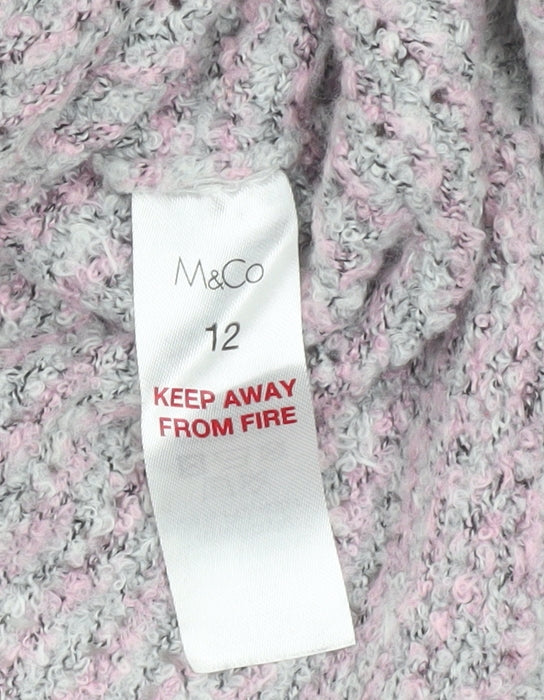 M&Co
12
KEEP AWAY
FROM FIRE